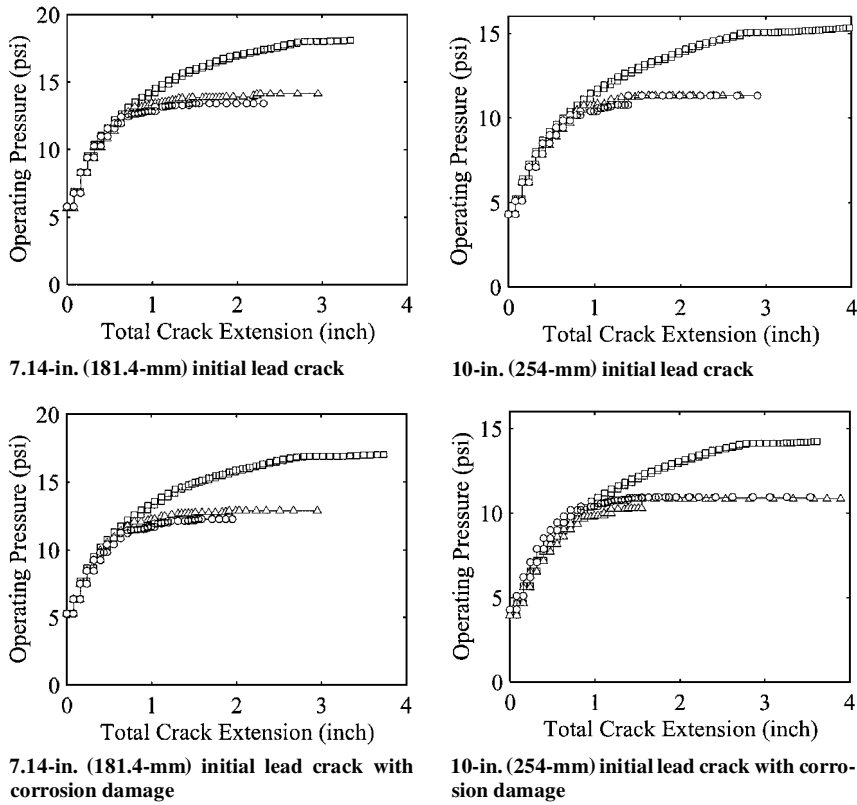 20
15
10
5
0
Operating Pressure (psi)
0 1 2 3 4
Total Crack Extension (inch)
7.14-in. (181.4-mm) initial lead crack
15
10
5
0
Operating Pressure (psi)
0 1 2 3 4
Total Crack Extension (inch)
10-in. (254-mm) initial lead crack
20
15
10
5
0
Operating Pressure (psi)
0 1 2 3 4
Total Crack Extension (inch)
7.14-in. (181.4-mm) initial lead crack with
corrosion damage
15
10
5
0
Operating Pressure (psi)
0 1 2 3 4
Total Crack Extension (inch)
10-in. (254-mm) initial lead crack with corro-
sion damage